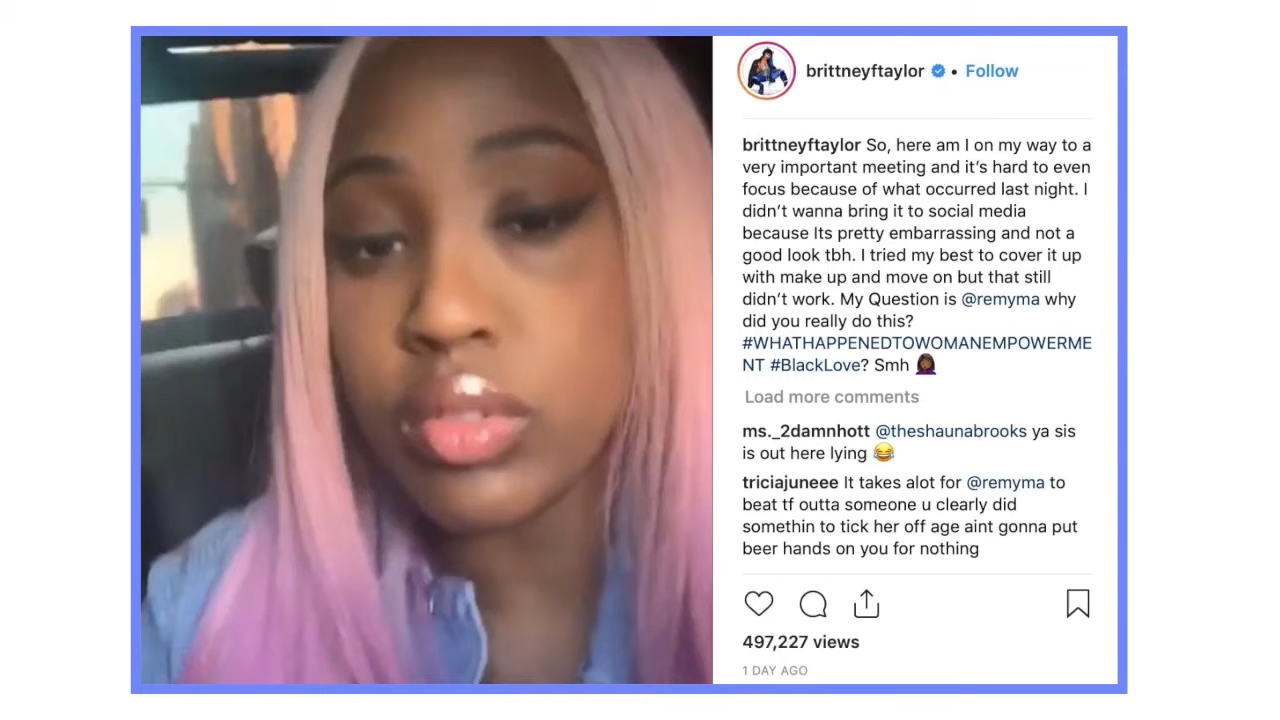 brittneyftaylor • Follow
brittneyftaylor So, here am I on my way to a
very important meeting and it's hard to even
focus because of what occurred last night. I
didn't wanna bring it to social media
because Its pretty embarrassing and not a
good look tbh. I tried my best to cover it up
with make up and move on but that still
didn't work. My Question is @remyma why
did you really do this?
#WHATHAPPENEDTOWOMANEMPOWERME
NT #BlackLove? Smh 🤦🏿‍♀️
Load more comments
ms._2damnhott @theshaunabrooks ya sis
is out here lying 😂
triciajuneee It takes alot for @remyma to
beat tf outta someone u clearly did
somethin to tick her off age aint gonna put
beer hands on you for nothing
497,227 views
1 DAY AGO